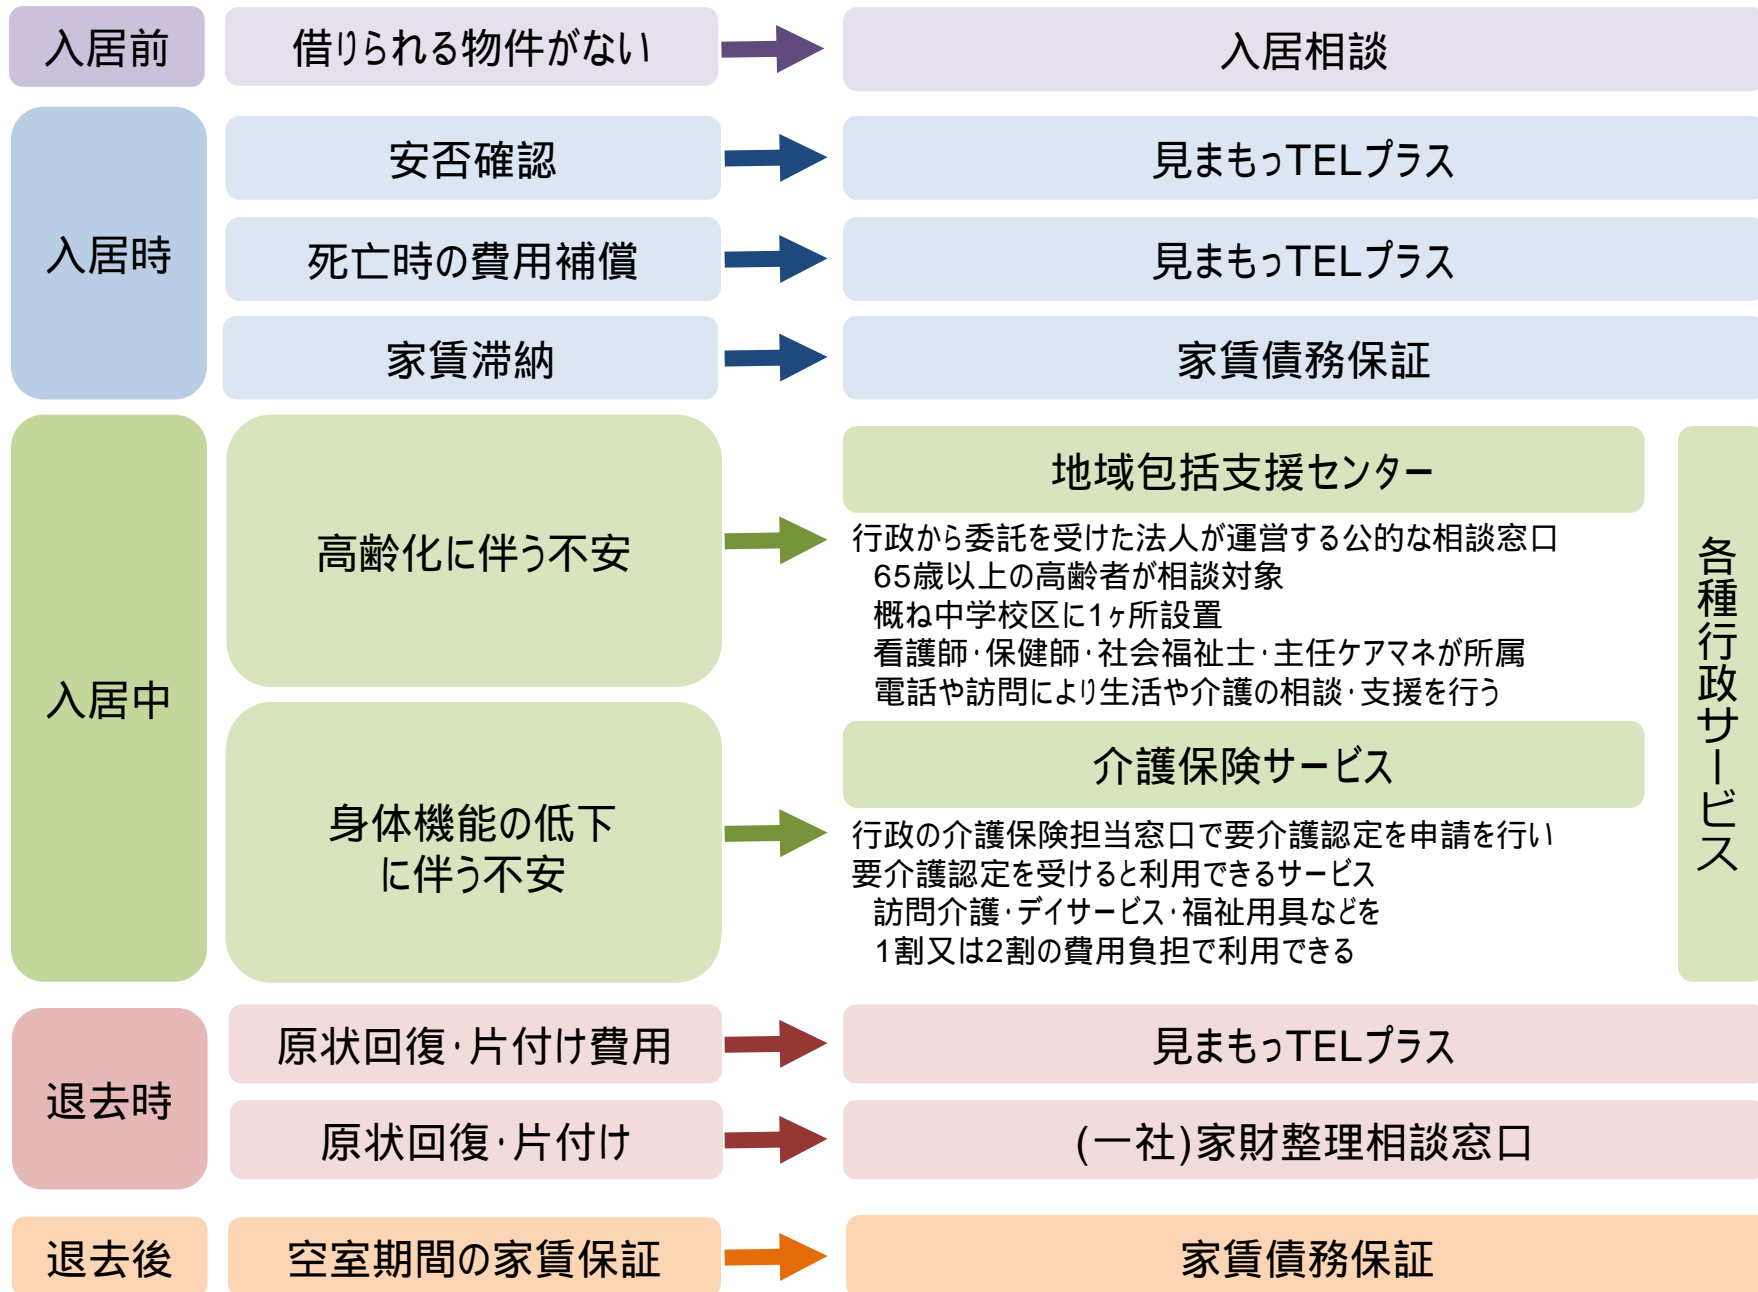 入居前
借りられる物件がない
入居相談
入居時
安否確認
見まもっTELプラス
死亡時の費用補償
見まもっTELプラス
家賃滞納
家賃債務保証
入居中
高齢化に伴う不安
地域包括支援センター
行政から委託を受けた法人が運営する公的な相談窓口
65歳以上の高齢者が相談対象
概ね中学校区に1ヶ所設置
看護師・保健師・社会福祉士・主任ケアマネが所属
電話や訪問により生活や介護の相談・支援を行う
身体機能の低下
に伴う不安
介護保険サービス
行政の介護保険担当窓口で要介護認定を申請を行い
要介護認定を受けると利用できるサービス
訪問介護・デイサービス・福祉用具などを
1割又は2割の費用負担で利用できる
各種行政サービス
退去時
原状回復・片付け費用
見まもっTELプラス
原状回復・片付け
(一社)家財整理相談窓口
退去後
空室期間の家賃保証
家賃債務保証